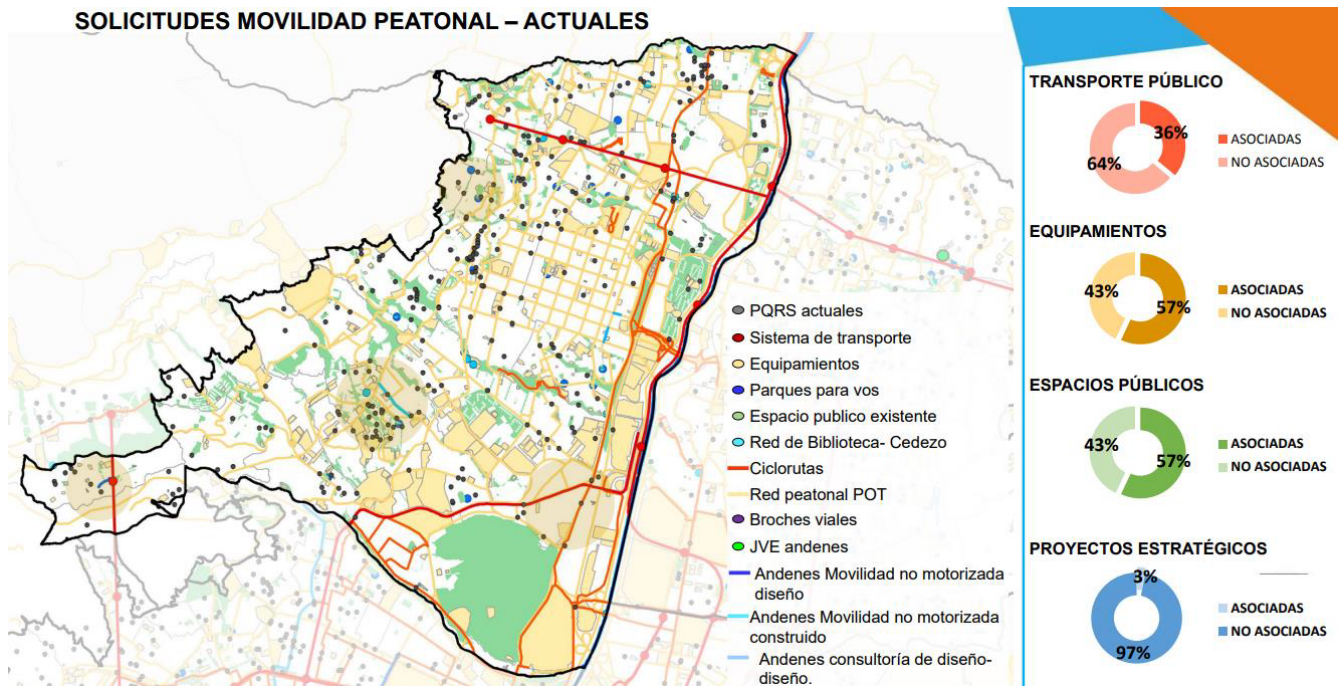 SOLICITUDES MOVILIDAD PEATONAL – ACTUALES
PQRS actuales
Sistema de transporte
Equipamientos
Parques para vos
Espacio publico existente
Red de Biblioteca- Cedezo
Ciclorutas
Red peatonal POT
Broches viales
JVE andenes
Andenes Movilidad no motorizada
diseño
Andenes Movilidad no motorizada
construido
Andenes consultoría de diseño-
diseño.
TRANSPORTE PÚBLICO
36%
64%
ASOCIADAS
NO ASOCIADAS
EQUIPAMIENTOS
43%
57%
ASOCIADAS
NO ASOCIADAS
ESPACIOS PÚBLICOS
43%
57%
ASOCIADAS
NO ASOCIADAS
PROYECTOS ESTRATÉGICOS
3%
97%
ASOCIADAS
NO ASOCIADAS